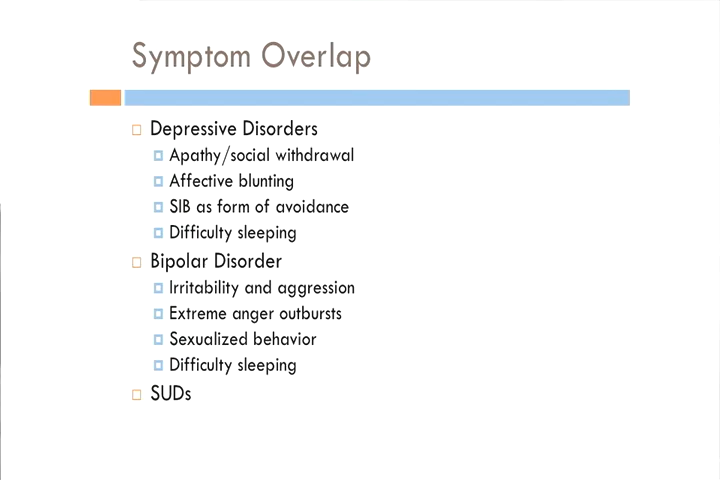 Symptom Overlap
Depressive Disorders
Apathy/social withdrawal
Affective blunting
SIB as form of avoidance
Difficulty sleeping
Bipolar Disorder
Irritability and aggression
Extreme anger outbursts
Sexualized behavior
Difficulty sleeping
SUDs